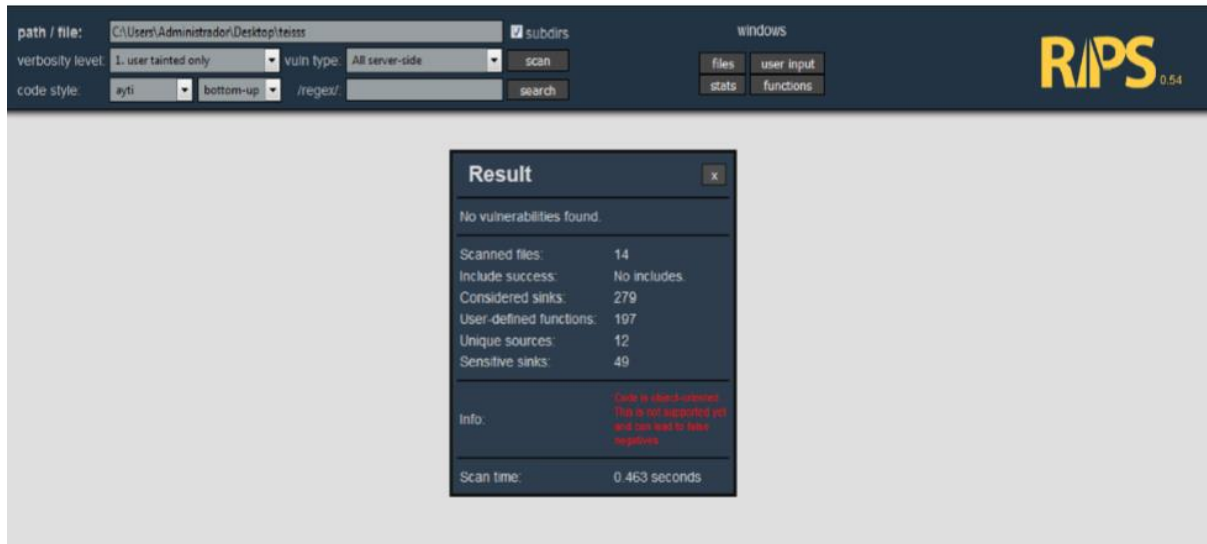 path / file: C:\Users\Administrador\Desktop\teisss subdirs
verbosity level: 1. user tainted only vuln type: All server-side scan
code style: ayti bottom-up /regex/: search
windows
files user input
stats functions
RIPS 0.54
Result x
No vulnerabilities found.
Scanned files: 14
Include success: No includes.
Considered sinks: 279
User-defined functions: 197
Unique sources: 12
Sensitive sinks: 49
Info:
Code is object-oriented.
This is not supported yet
and can lead to false
negatives.
Scan time: 0.463 seconds